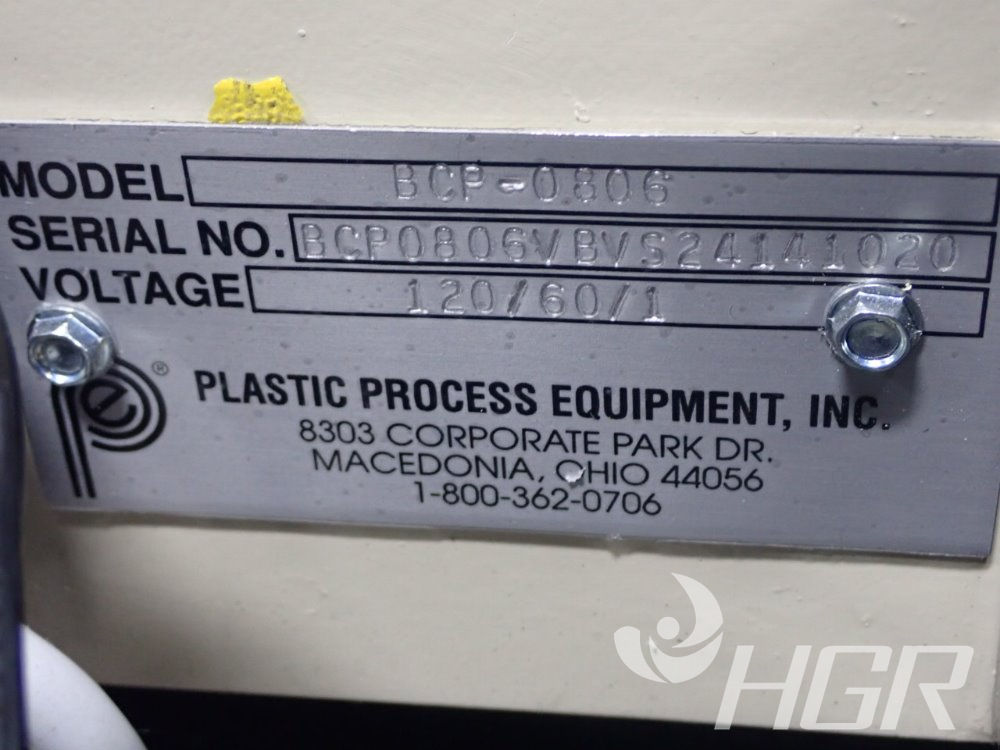 MODEL BCP-0806
SERIAL NO. BCP0806VBVS24141020
VOLTAGE 120/60/1
ppe®
PLASTIC PROCESS EQUIPMENT, INC.
8303 CORPORATE PARK DR.
MACEDONIA, OHIO 44056
1-800-362-0706
HGR